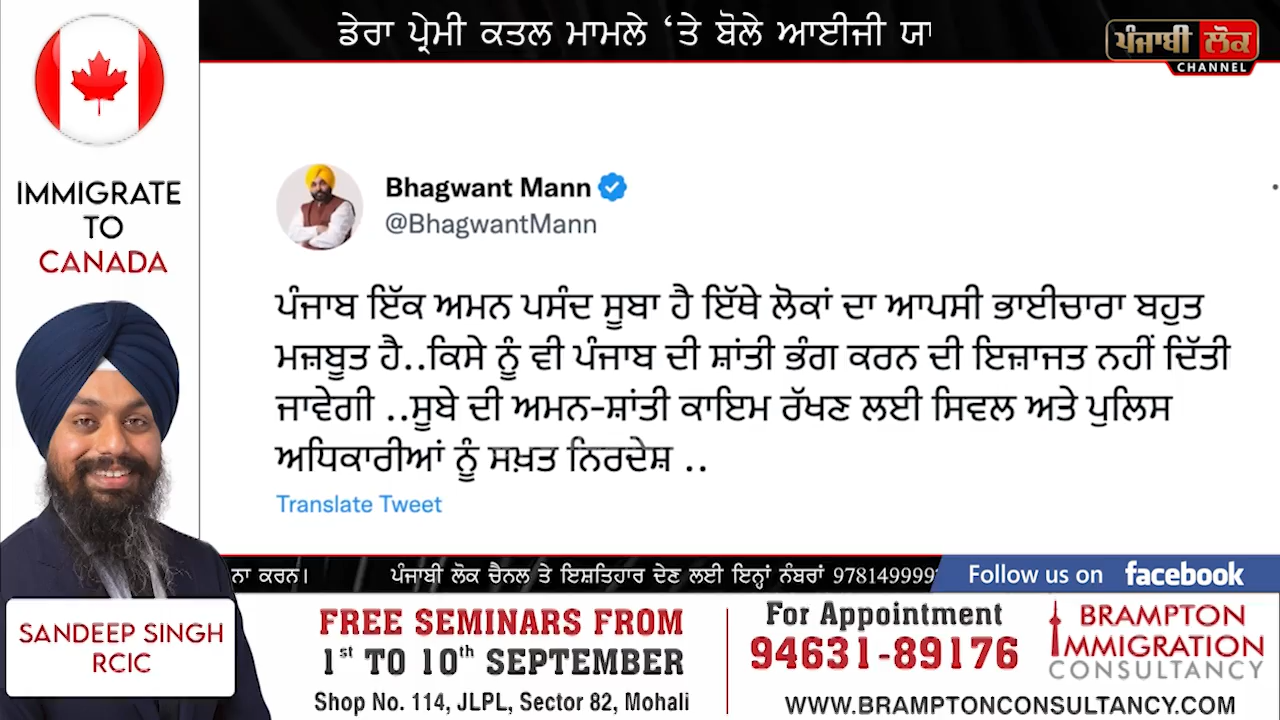 ਡੇਰਾ ਪ੍ਰੇਮੀ ਕਤਲ ਮਾਮਲੇ ‘ਤੇ ਬੋਲੇ ਆਈਜੀ
ਪੰਜਾਬੀ ਲੋਕ
CHANNEL
IMMIGRATE
TO
CANADA
Bhagwant Mann
@BhagwantMann
ਪੰਜਾਬ ਇੱਕ ਅਮਨ ਪਸੰਦ ਸੂਬਾ ਹੈ ਇੱਥੇ ਲੋਕਾਂ ਦਾ ਆਪਸੀ ਭਾਈਚਾਰਾ ਬਹੁਤ
ਮਜ਼ਬੂਤ ਹੈ..ਕਿਸੇ ਨੂੰ ਵੀ ਪੰਜਾਬ ਦੀ ਸ਼ਾਂਤੀ ਭੰਗ ਕਰਨ ਦੀ ਇਜ਼ਾਜਤ ਨਹੀਂ ਦਿੱਤੀ
ਜਾਵੇਗੀ ..ਸੂਬੇ ਦੀ ਅਮਨ-ਸ਼ਾਂਤੀ ਕਾਇਮ ਰੱਖਣ ਲਈ ਸਿਵਲ ਅਤੇ ਪੁਲਿਸ
ਅਧਿਕਾਰੀਆਂ ਨੂੰ ਸਖ਼ਤ ਨਿਰਦੇਸ਼ ..
Translate Tweet
ਨਾ ਕਰਨ। ਪੰਜਾਬੀ ਲੋਕ ਚੈਨਲ ਤੇ ਇਸ਼ਤਿਹਾਰ ਦੇਣ ਲਈ ਇਨ੍ਹਾਂ ਨੰਬਰਾਂ 978149999
Follow us on facebook
SANDEEP SINGH
RCIC
FREE SEMINARS FROM
1st TO 10th SEPTEMBER
Shop No. 114, JLPL, Sector 82, Mohali
For Appointment
94631-89176
WWW.BRAMPTONCONSULTANCY.COM
BRAMPTON
IMMIGRATION
CONSULTANCY